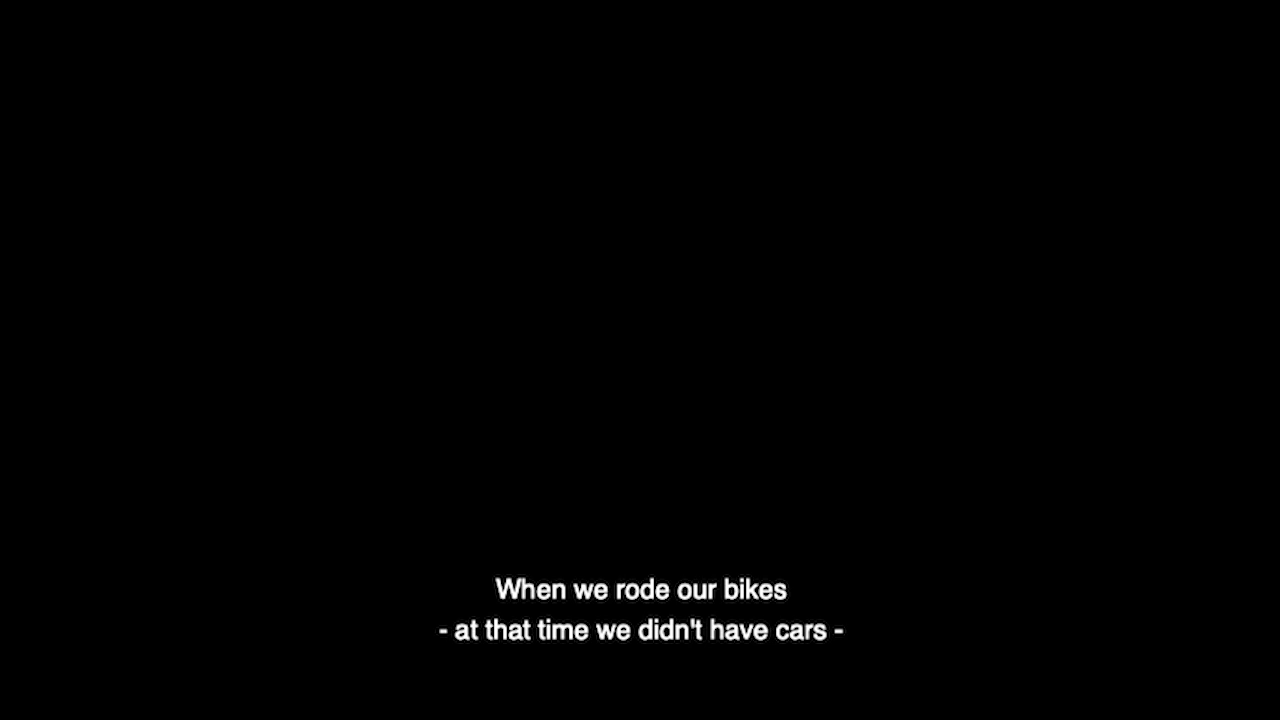 When we rode our bikes
- at that time we didn't have cars -